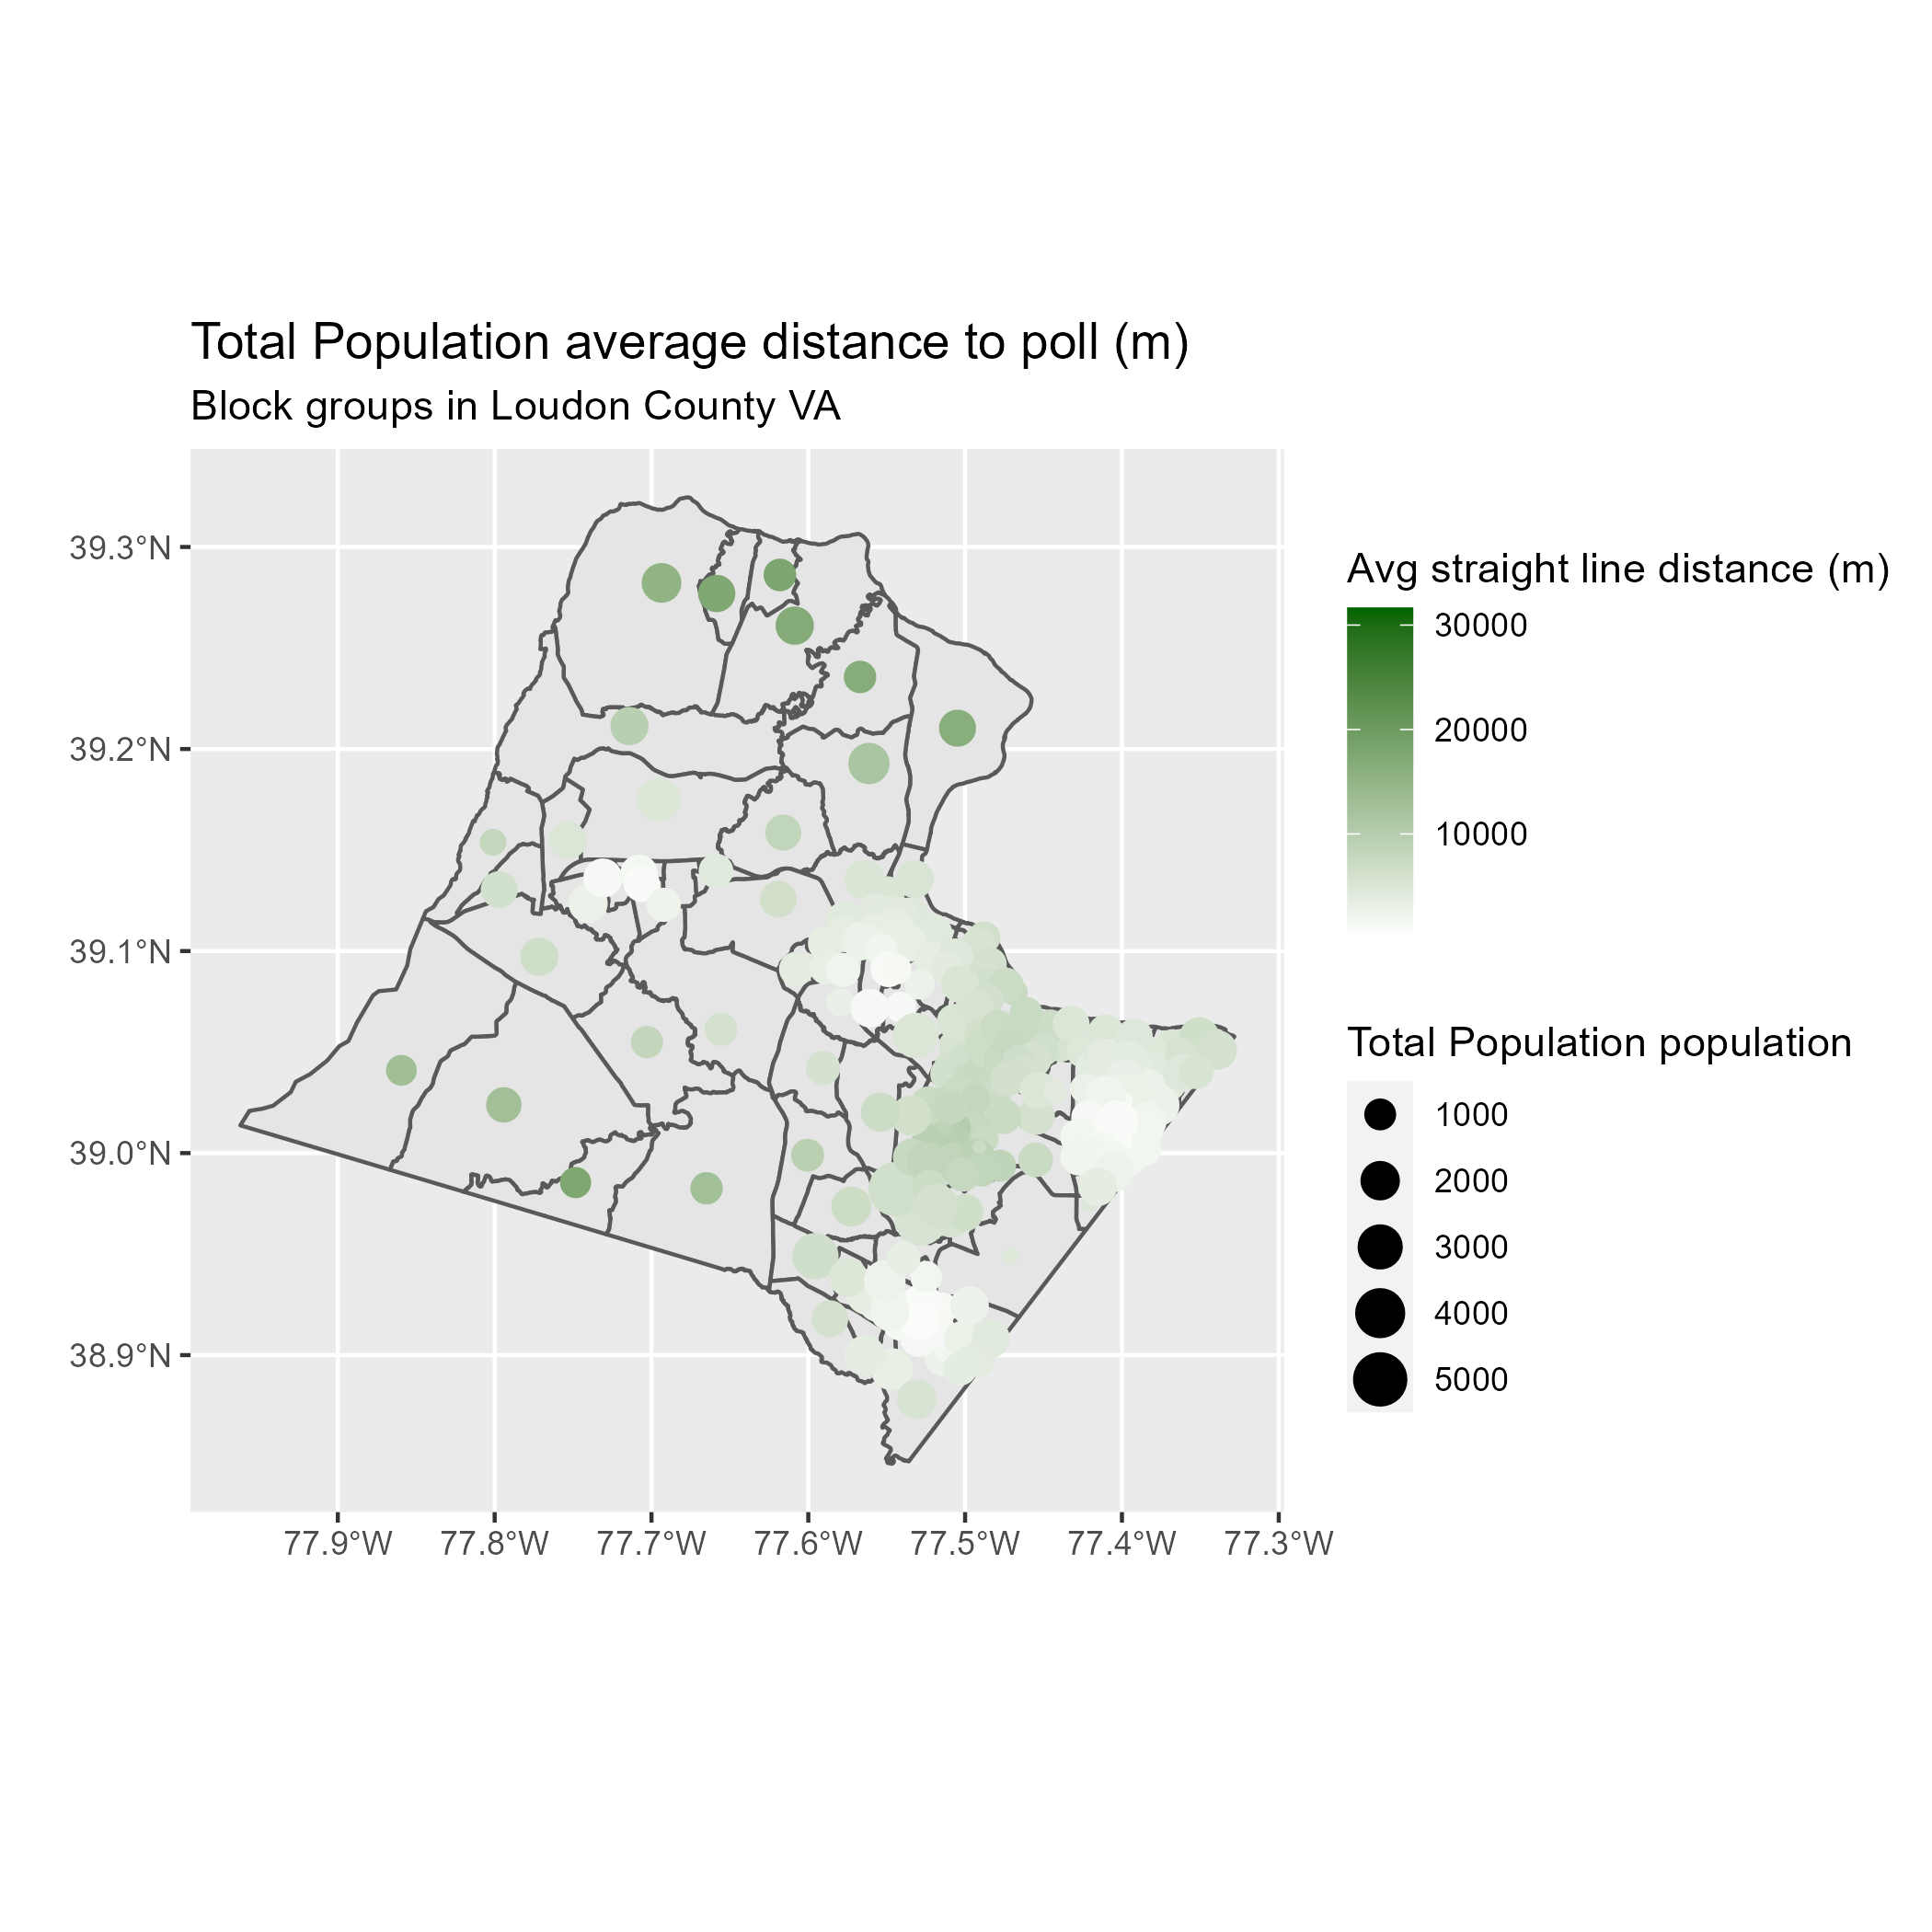 Total Population average distance to poll (m)
Block groups in Loudon County VA
39.3°N
39.2°N
39.1°N
39.0°N
38.9°N
77.9°W
77.8°W
77.7°W
77.6°W
77.5°W
77.4°W
77.3°W
Avg straight line distance (m)
30000
20000
10000
Total Population population
1000
2000
3000
4000
5000